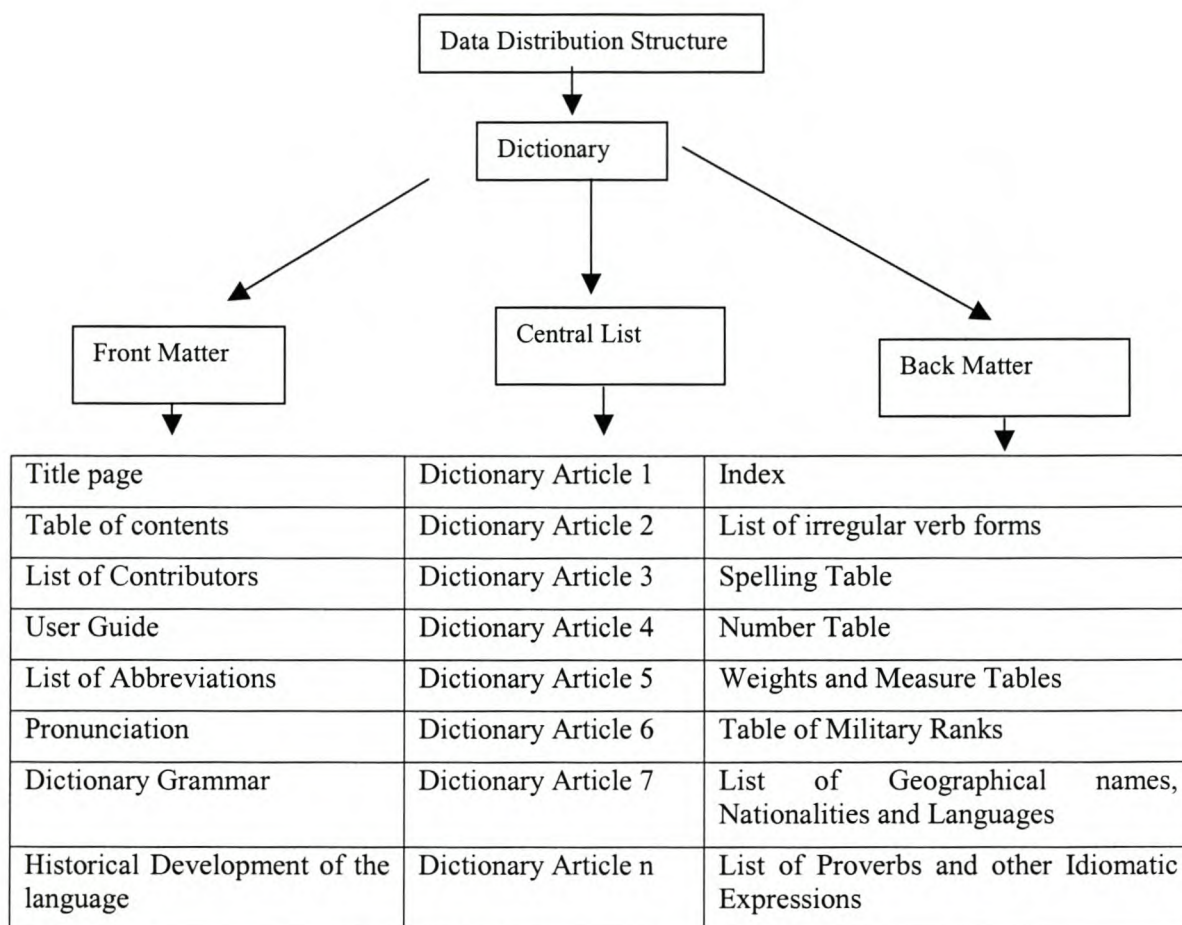 Data Distribution Structure
Dictionary
Front Matter
Central List
Back Matter
Title page
Dictionary Article 1
Index
Table of contents
Dictionary Article 2
List of irregular verb forms
List of Contributors
Dictionary Article 3
Spelling Table
User Guide
Dictionary Article 4
Number Table
List of Abbreviations
Dictionary Article 5
Weights and Measure Tables
Pronunciation
Dictionary Article 6
Table of Military Ranks
Dictionary Grammar
Dictionary Article 7
List of Geographical names,
Nationalities and Languages
Historical Development of the
language
Dictionary Article n
List of Proverbs and other Idiomatic
Expressions